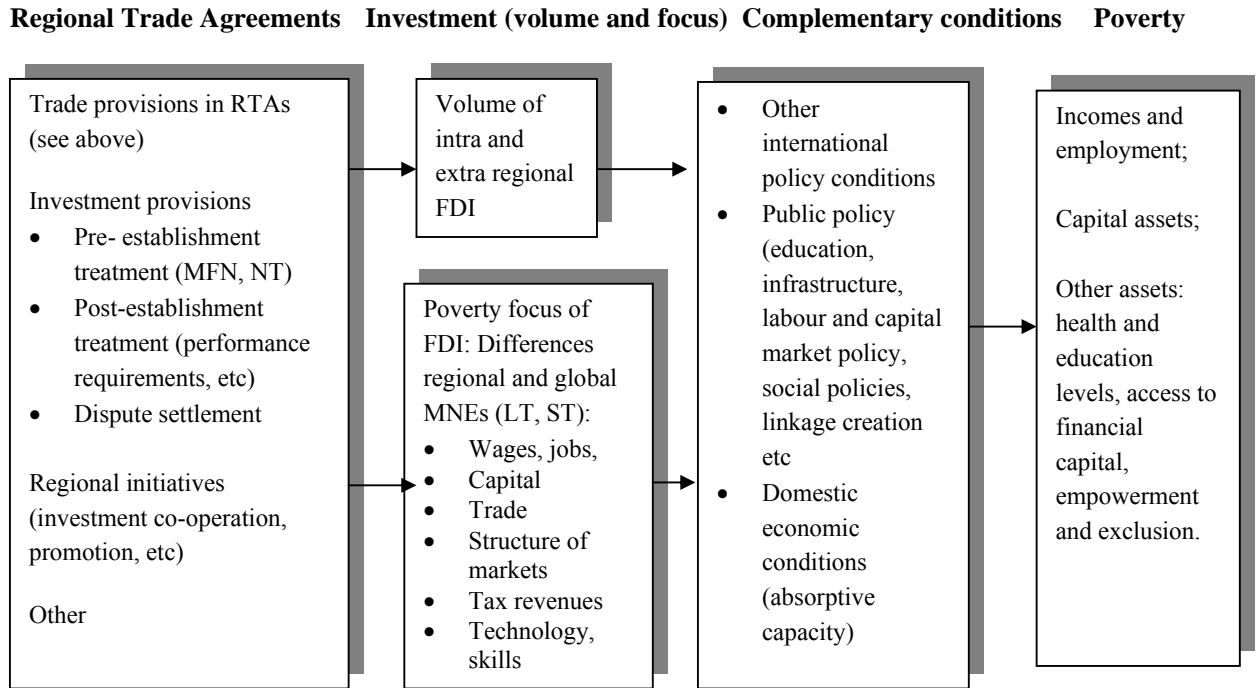 Regional Trade Agreements Investment (volume and focus) Complementary conditions Poverty
Trade provisions in RTAs
(see above)
Investment provisions
• Pre- establishment
treatment (MFN, NT)
• Post-establishment
treatment (performance
requirements, etc)
• Dispute settlement
Regional initiatives
(investment co-operation,
promotion, etc)
Other
Volume of
intra and
extra regional
FDI
Poverty focus of
FDI: Differences
regional and global
MNEs (LT, ST):
• Wages, jobs,
• Capital
• Trade
• Structure of
markets
• Tax revenues
• Technology,
skills
• Other
international
policy conditions
• Public policy
(education,
infrastructure,
labour and capital
market policy,
social policies,
linkage creation
etc
• Domestic
economic
conditions
(absorptive
capacity)
Incomes and
employment;
Capital assets;
Other assets:
health and
education
levels, access to
financial
capital,
empowerment
and exclusion.